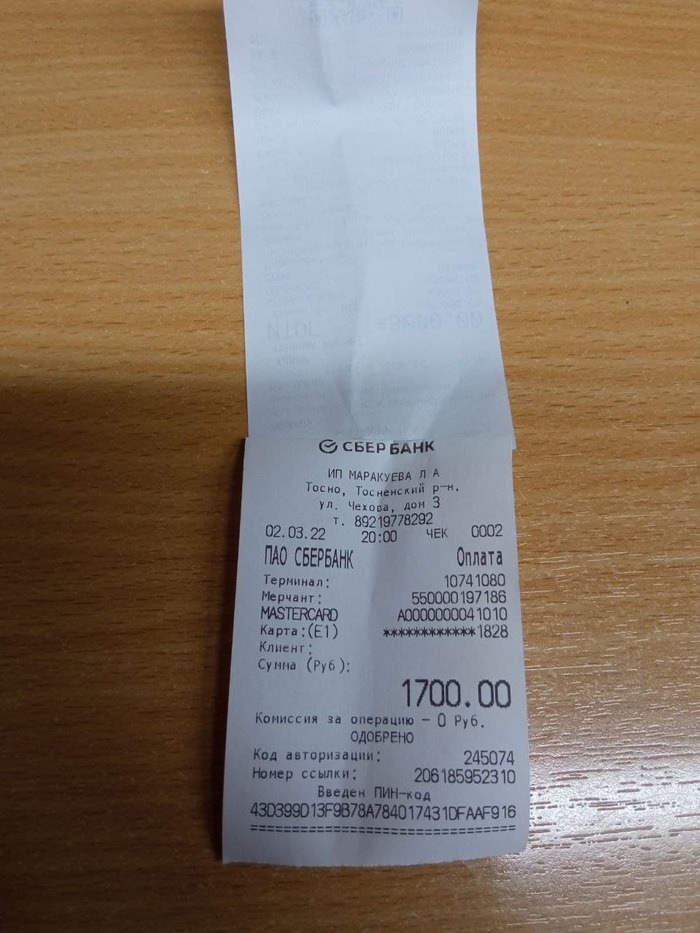 СБЕР БАНК
ИП МАРАКУЕВА Л А
Тосно, Тосненский р-н.
ул. Чехова, дом 3
т. 89219778292
02.03.22 20:00 ЧЕК 0002
ПАО СБЕРБАНК Оплата
Терминал: 10741080
Мерчант: 550000197186
MASTERCARD A0000000041010
Карта:(E1) ************1828
Клиент:
Сумма (Руб):
1700.00
Комиссия за операцию - 0 Руб.
ОДОБРЕНО
Код авторизации: 245074
Номер ссылки: 206185952310
Введен ПИН-код
43D399D13F9B78A784017431DFAAF916
================================